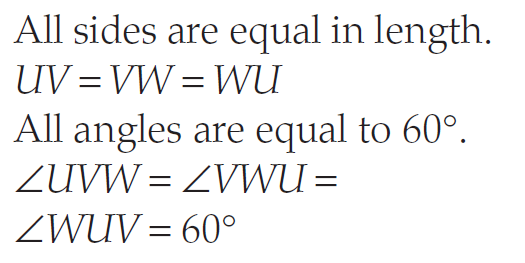 All sides are equal in length.
UV = VW = WU
All angles are equal to 60°.
∠UVW = ∠VWU =
∠WUV = 60°